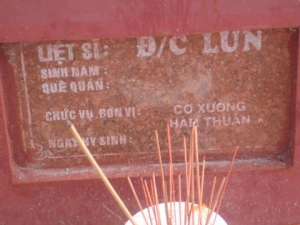 LIỆT SĨ: Đ/C LUN
SINH NĂM:
QUÊ QUÁN:
CHỨC VỤ ĐƠN VỊ: CƠ XƯỞNG
HÀM THUẬN
NGÀY HY SINH: